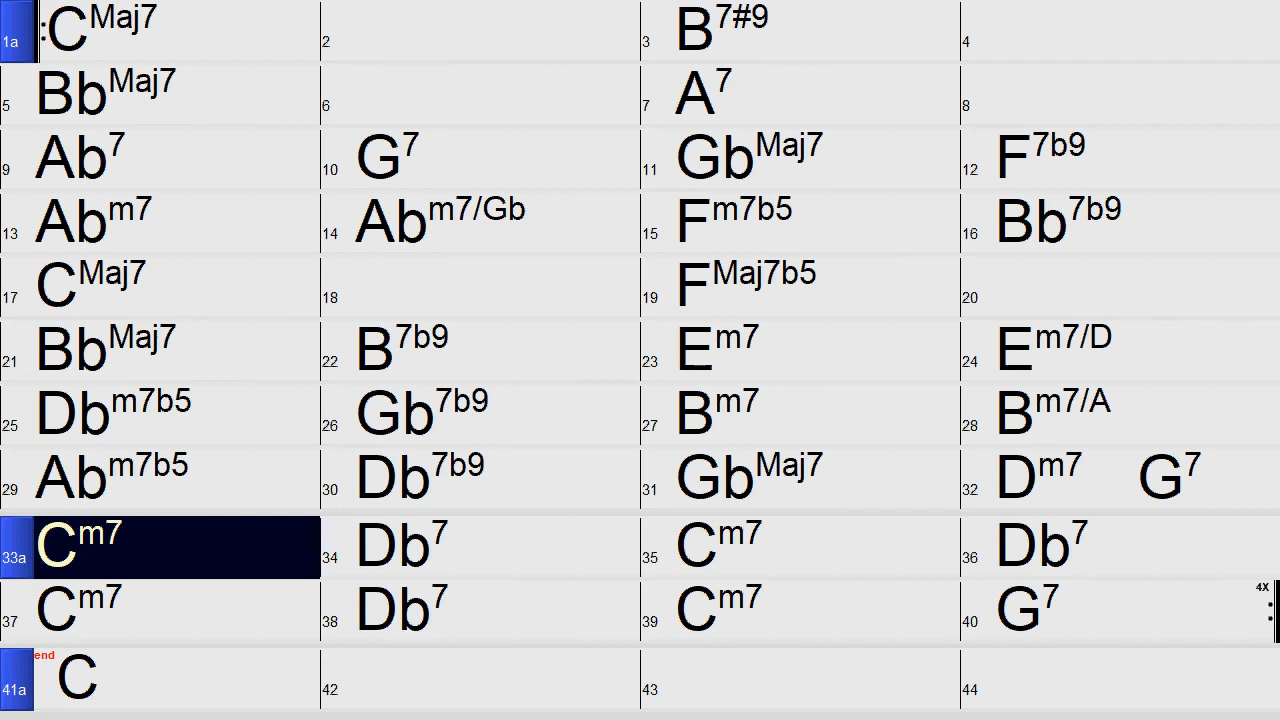 1a :CMaj7 2 3 B7#9 4
5 BbMaj7 6 7 A7 8
9 Ab7 10 G7 11 GbMaj7 12 F7b9
13 Abm7 14 Abm7/Gb 15 Fm7b5 16 Bb7b9
17 CMaj7 18 19 FMaj7b5 20
21 BbMaj7 22 B7b9 23 Em7 24 Em7/D
25 Dbm7b5 26 Gb7b9 27 Bm7 28 Bm7/A
29 Abm7b5 30 Db7b9 31 GbMaj7 32 Dm7 G7
33a Cm7 34 Db7 35 Cm7 36 Db7
37 Cm7 38 Db7 39 Cm7 40 G7 4X :
41a end C 42 43 44